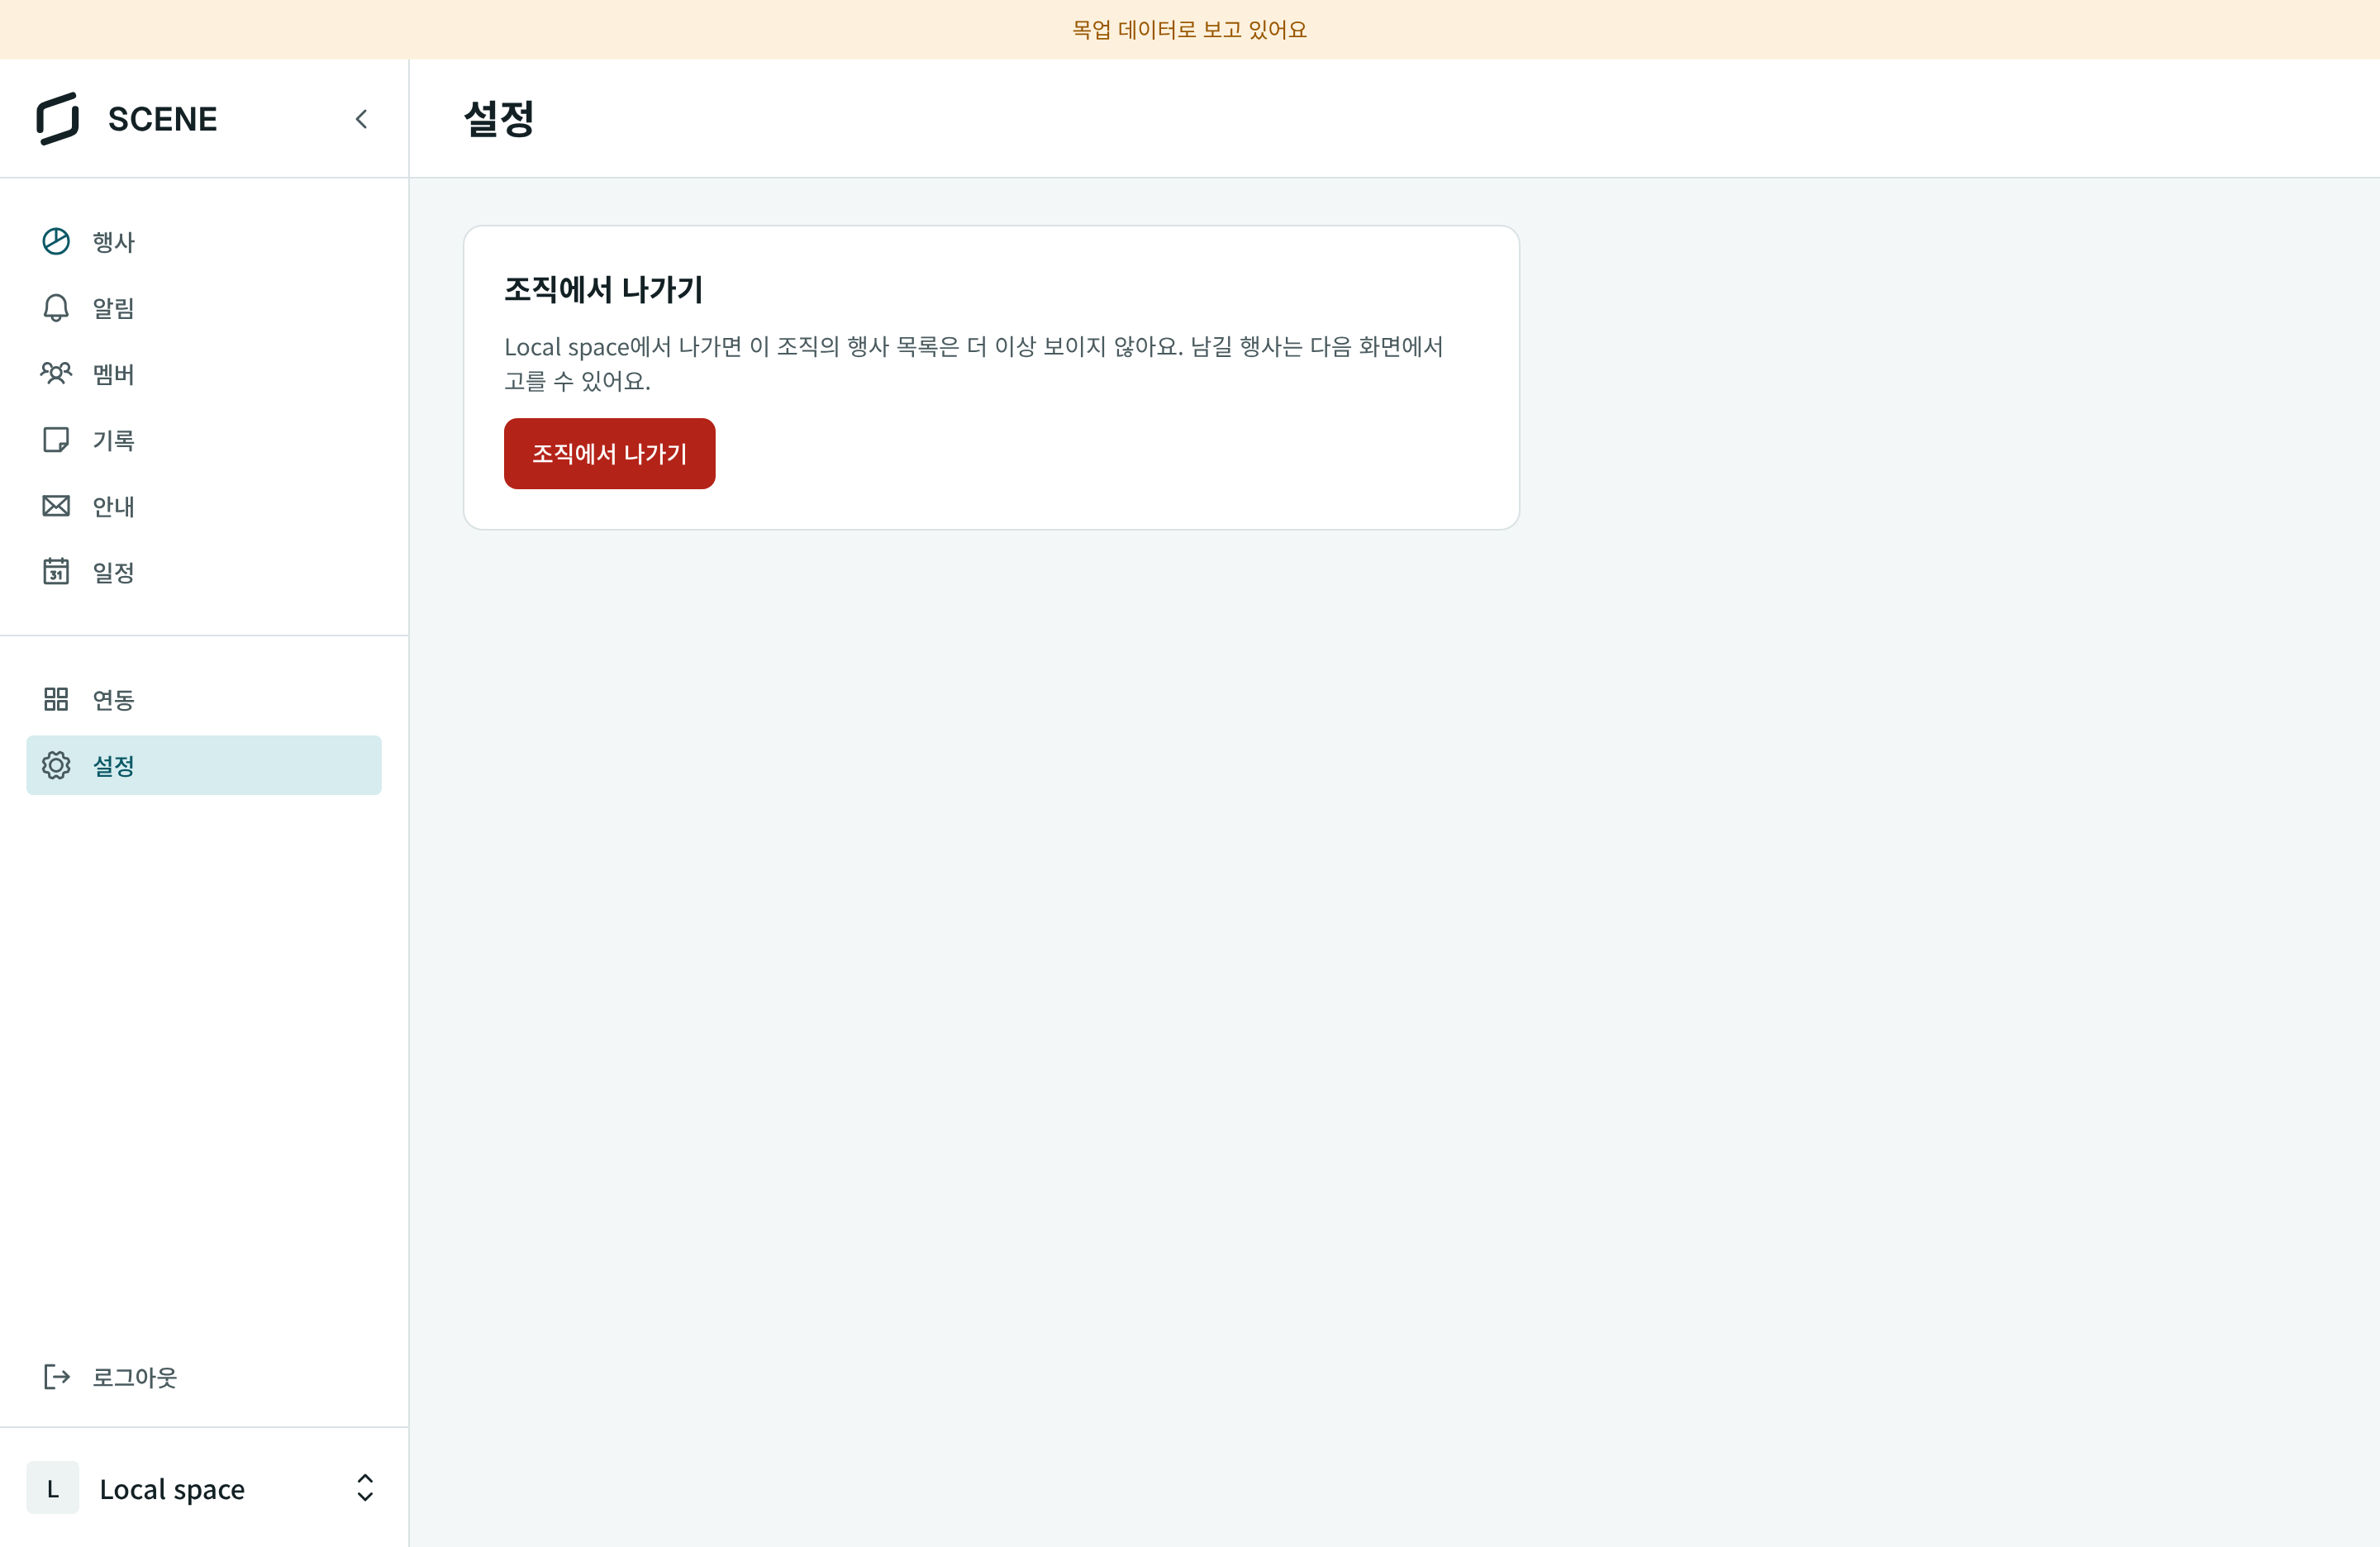 목업 데이터로 보고 있어요
SCENE
설정
행사
알림
멤버
기록
안내
31
일정
연동
설정
로그아웃
L
Local space
조직에서 나가기
Local space에서 나가면 이 조직의 행사 목록은 더 이상 보이지 않아요. 남길 행사는 다음 화면에서
고를 수 있어요.
조직에서 나가기